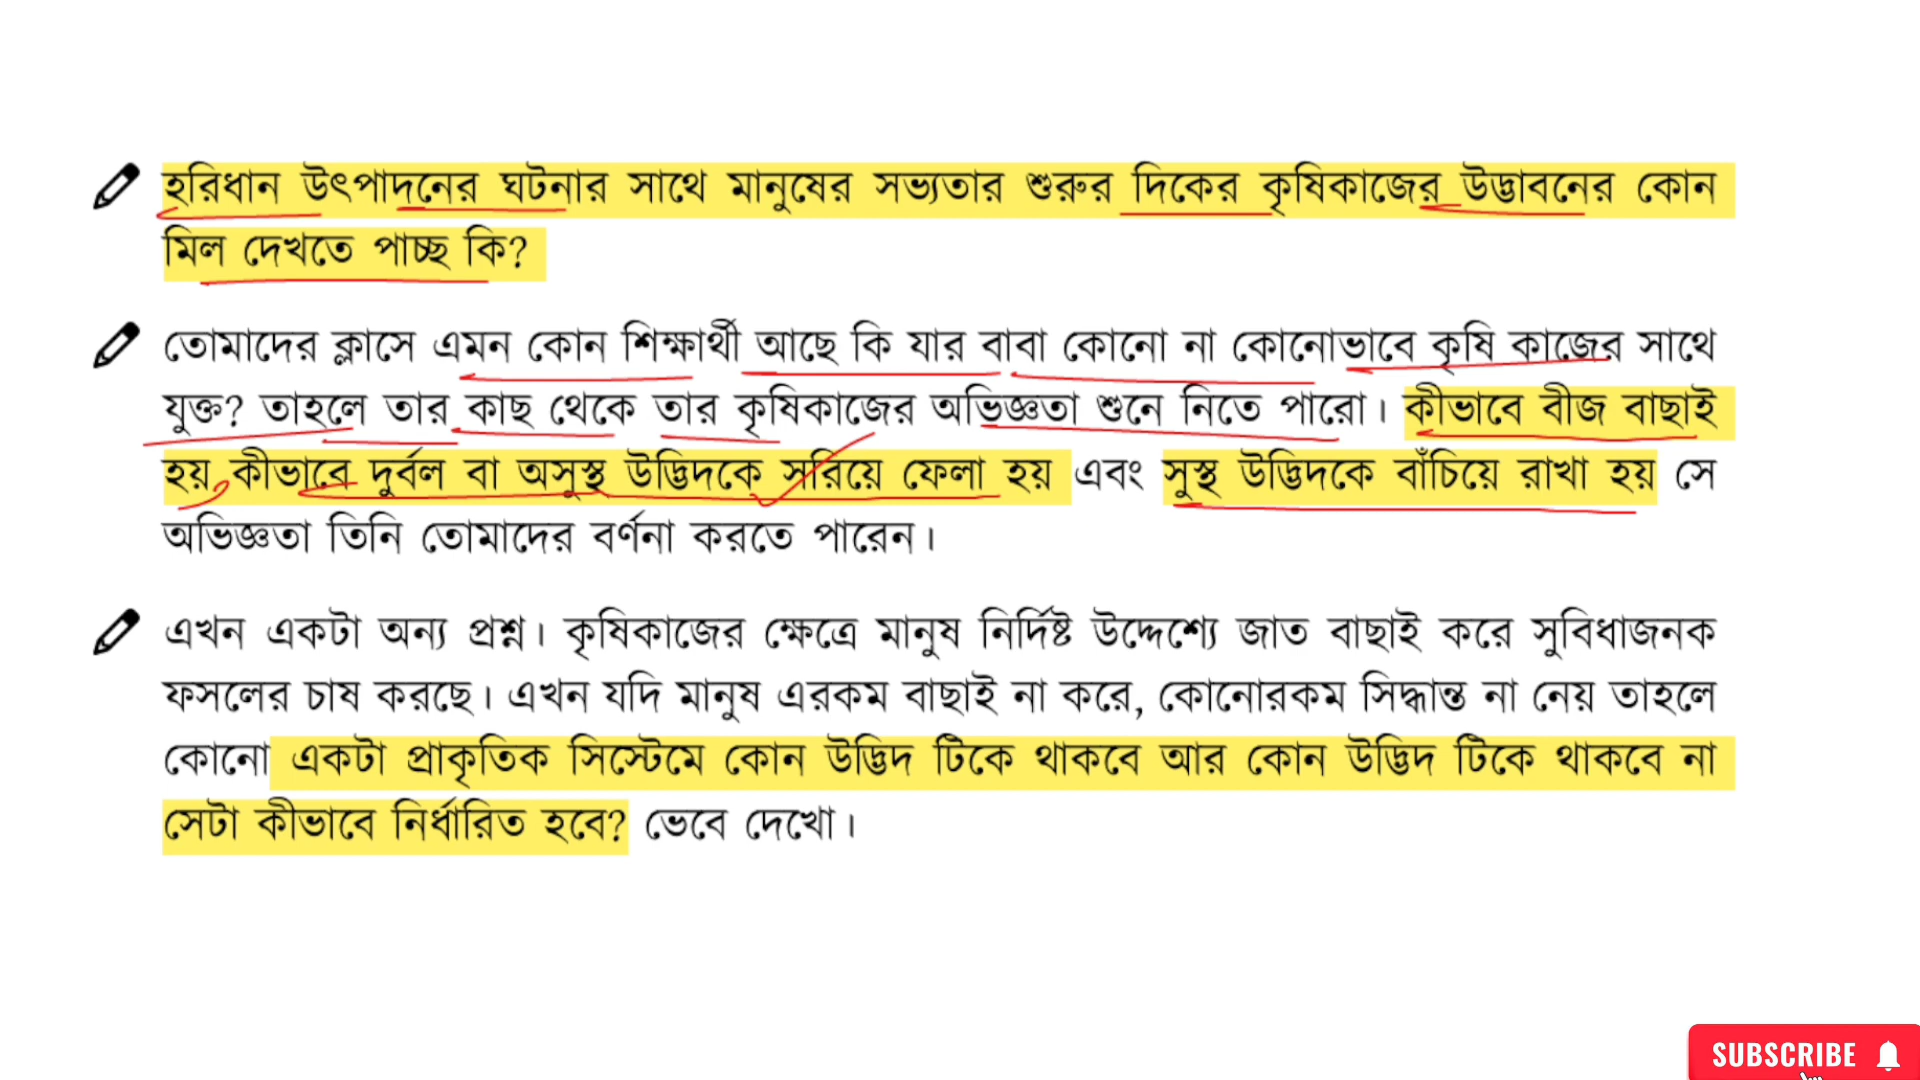 হরিধান উৎপাদনের ঘটনার সাথে মানুষের সভ্যতার শুরুর দিকের কৃষিকাজের উদ্ভাবনের কোন
মিল দেখতে পাচ্ছ কি?
তোমাদের ক্লাসে এমন কোন শিক্ষার্থী আছে কি যার বাবা কোনো না কোনোভাবে কৃষি কাজের সাথে
যুক্ত? তাহলে তার কাছ থেকে তার কৃষিকাজের অভিজ্ঞতা শুনে নিতে পারো। কীভাবে বীজ বাছাই
হয়, কীভাবে দুর্বল বা অসুস্থ উদ্ভিদকে সরিয়ে ফেলা হয় এবং সুস্থ উদ্ভিদকে বাঁচিয়ে রাখা হয় সে
অভিজ্ঞতা তিনি তোমাদের বর্ণনা করতে পারেন।
এখন একটা অন্য প্রশ্ন। কৃষিকাজের ক্ষেত্রে মানুষ নির্দিষ্ট উদ্দেশ্যে জাত বাছাই করে সুবিধাজনক
ফসলের চাষ করছে। এখন যদি মানুষ এরকম বাছাই না করে, কোনোরকম সিদ্ধান্ত না নেয় তাহলে
কোনো একটা প্রাকৃতিক সিস্টেমে কোন উদ্ভিদ টিকে থাকবে আর কোন উদ্ভিদ টিকে থাকবে না
সেটা কীভাবে নির্ধারিত হবে? ভেবে দেখো।
SUBSCRIBE